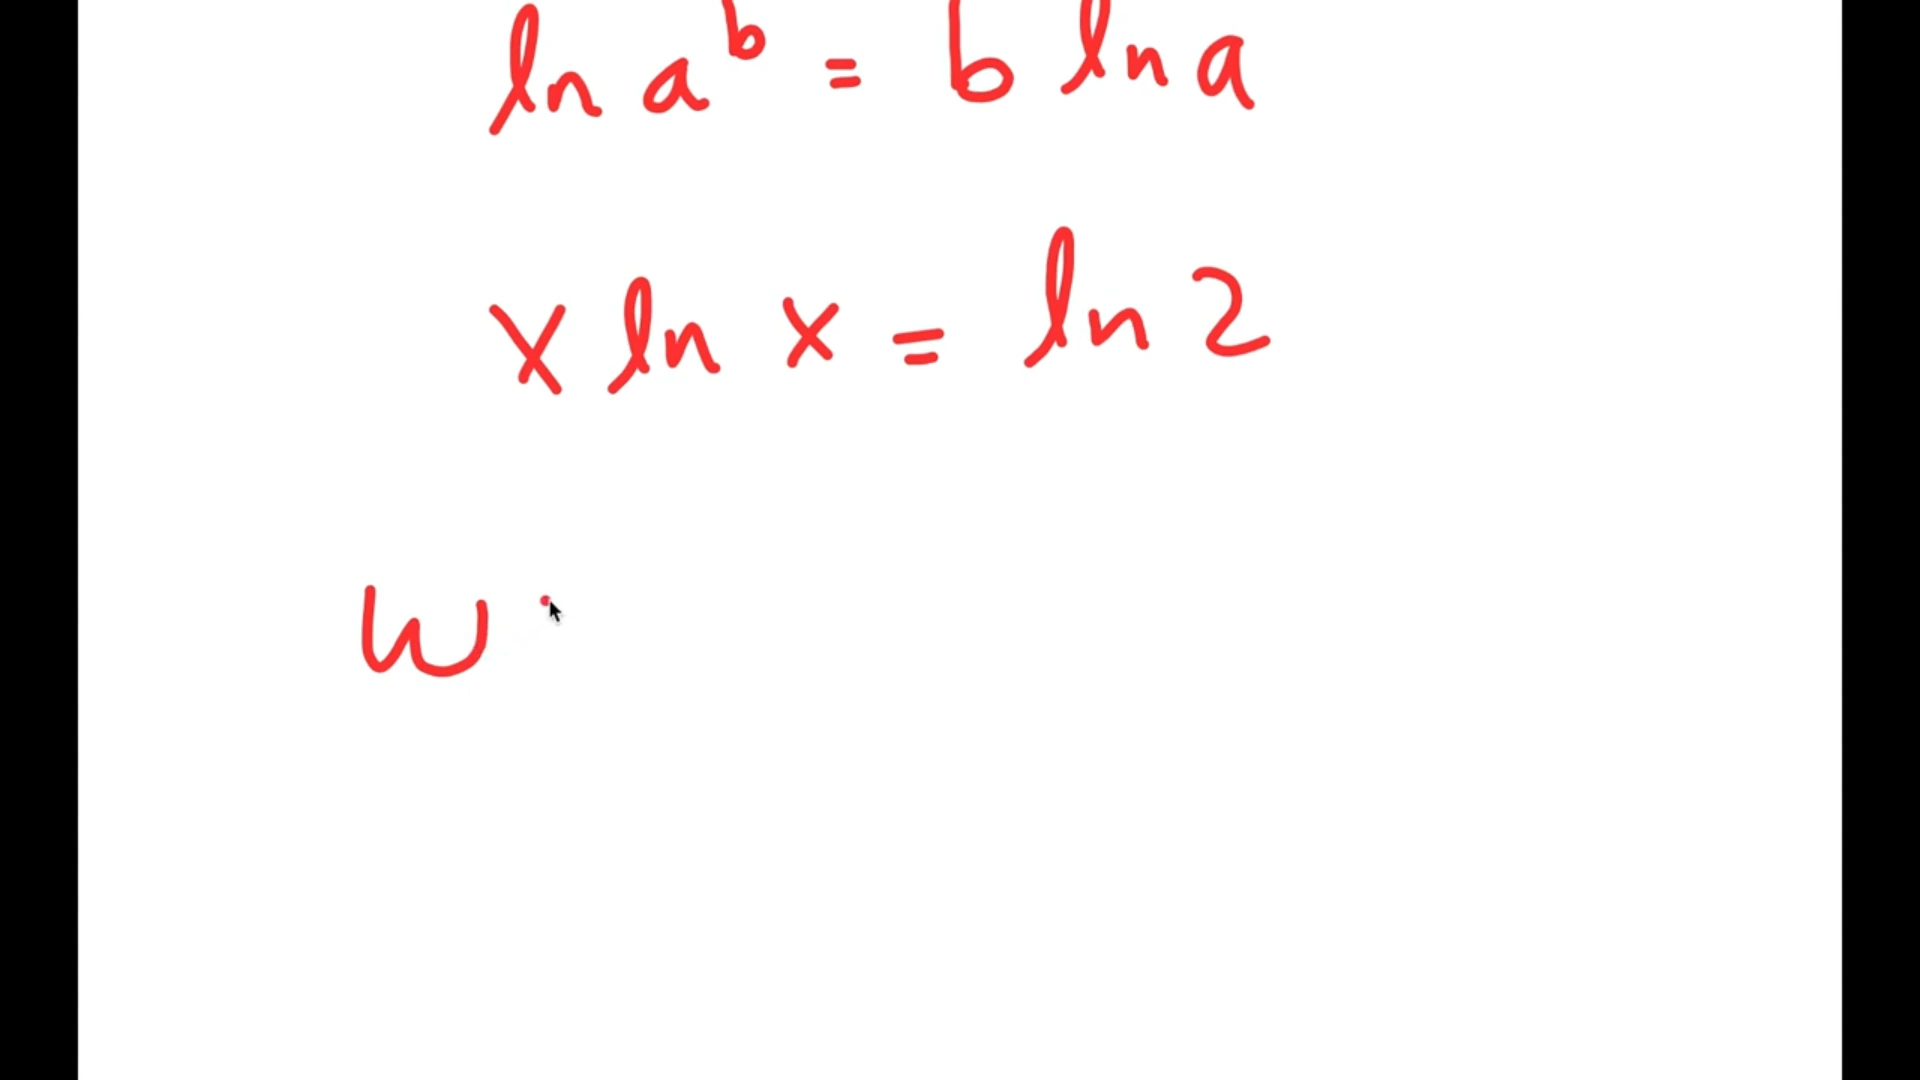 ln a^b = b ln a
x ln x = ln 2
W